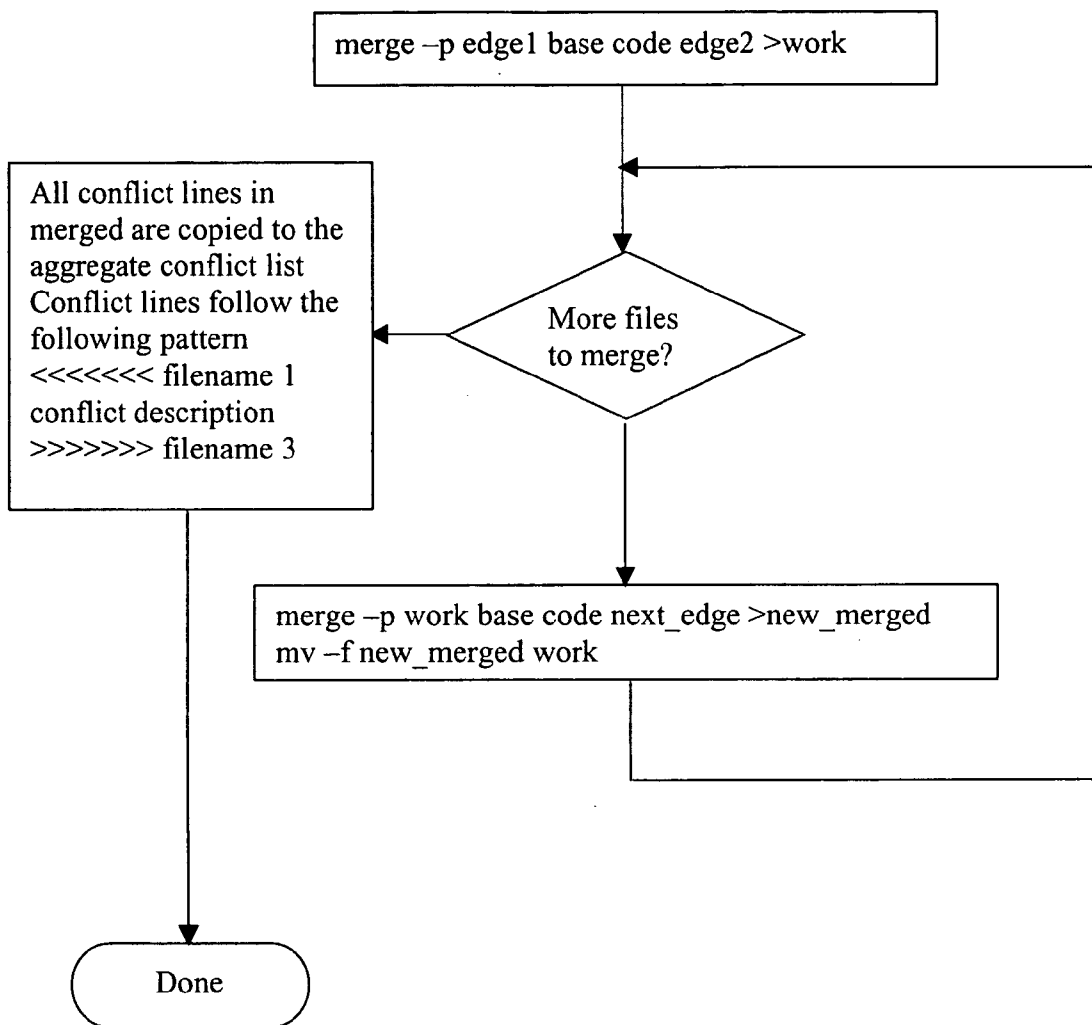 merge –p edge1 base code edge2 >work
All conflict lines in
merged are copied to the
aggregate conflict list
Conflict lines follow the
following pattern
<<<<<<< filename 1
conflict description
>>>>>>> filename 3
More files
to merge?
merge –p work base code next_edge >new_merged
mv –f new_merged work
Done